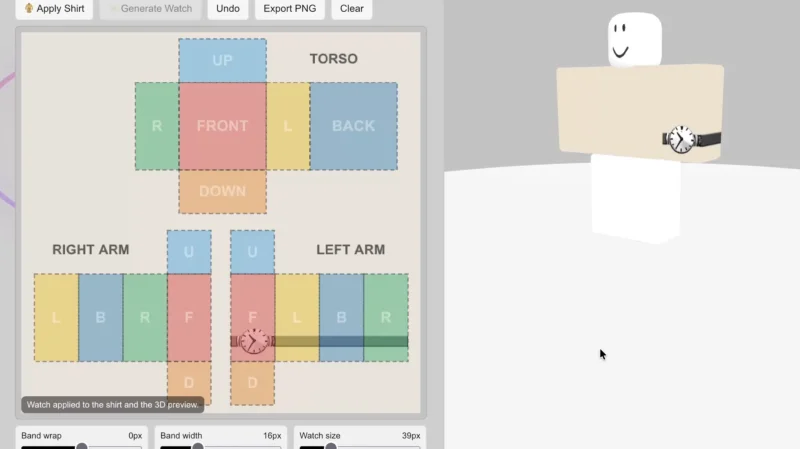 Apply Shirt
Generate Watch
Undo
Export PNG
Clear
UP
TORSO
R
FRONT
L
BACK
DOWN
RIGHT ARM
U
U
LEFT ARM
L
B
R
F
F
L
B
R
D
D
Watch applied to the shirt and the 3D preview.
Band wrap 0px
Band width 16px
Watch size 39px